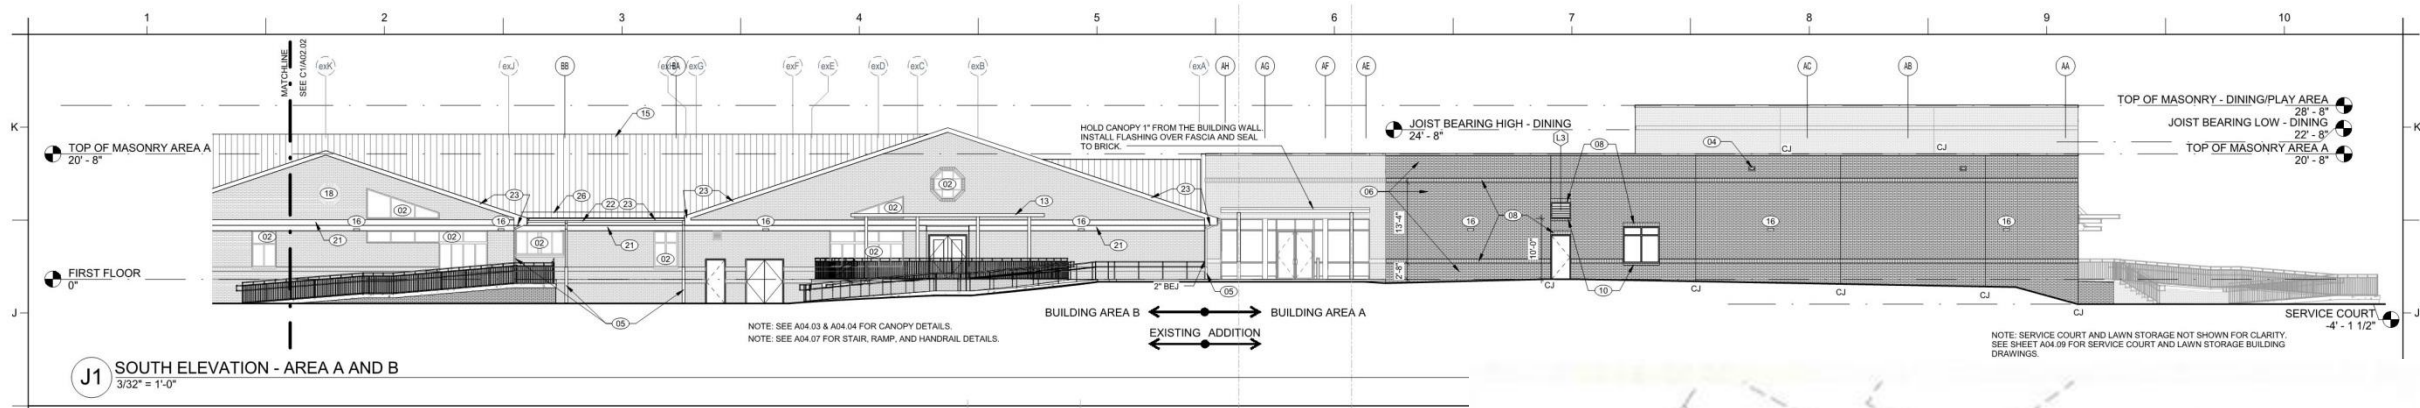 1 2 3 4 5 6 7 8 9 10
MATCHLINE
SEE C1/A02.02
exK exJ BB BA exG exF exE exD exC exB exA AH AG AF AE AC AB AA
K
K
15
TOP OF MASONRY AREA A
20' - 8"
HOLD CANOPY 1" FROM THE BUILDING WALL.
INSTALL FLASHING OVER FASCIA AND SEAL
TO BRICK.
JOIST BEARING HIGH - DINING
24' - 8"
L3
08
04
CJ
CJ
TOP OF MASONRY - DINING/PLAY AREA
28' - 8"
JOIST BEARING LOW - DINING
22' - 8"
TOP OF MASONRY AREA A
20' - 8"
18 23 26 23 02 23 06
02 22 23 02 13 08
16 16 16 16 16 16 16
21 21 21
02 02 02 02 02
13'-4"
10'-0"
2'-8"
FIRST FLOOR
0"
2" BEJ
05
CJ
10
CJ CJ CJ
CJ
J
J
05
BUILDING AREA B BUILDING AREA A
EXISTING ADDITION
NOTE: SEE A04.03 & A04.04 FOR CANOPY DETAILS.
NOTE: SEE A04.07 FOR STAIR, RAMP, AND HANDRAIL DETAILS.
SERVICE COURT
-4' - 1 1/2"
NOTE: SERVICE COURT AND LAWN STORAGE NOT SHOWN FOR CLARITY.
SEE SHEET A04.09 FOR SERVICE COURT AND LAWN STORAGE BUILDING
DRAWINGS.
J1
SOUTH ELEVATION - AREA A AND B
3/32" = 1'-0"